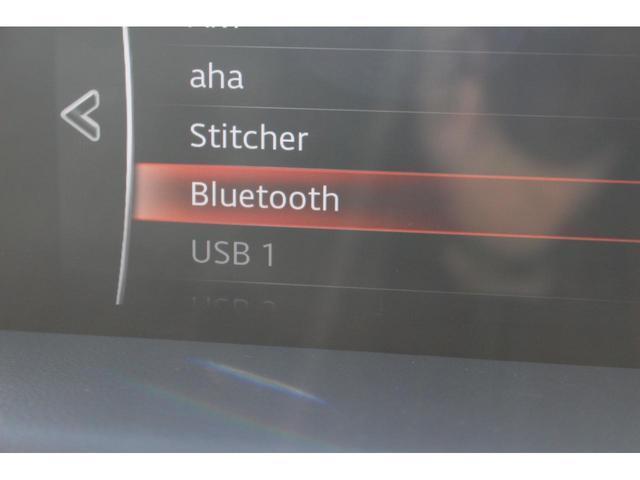 aha
Stitcher
Bluetooth
USB 1